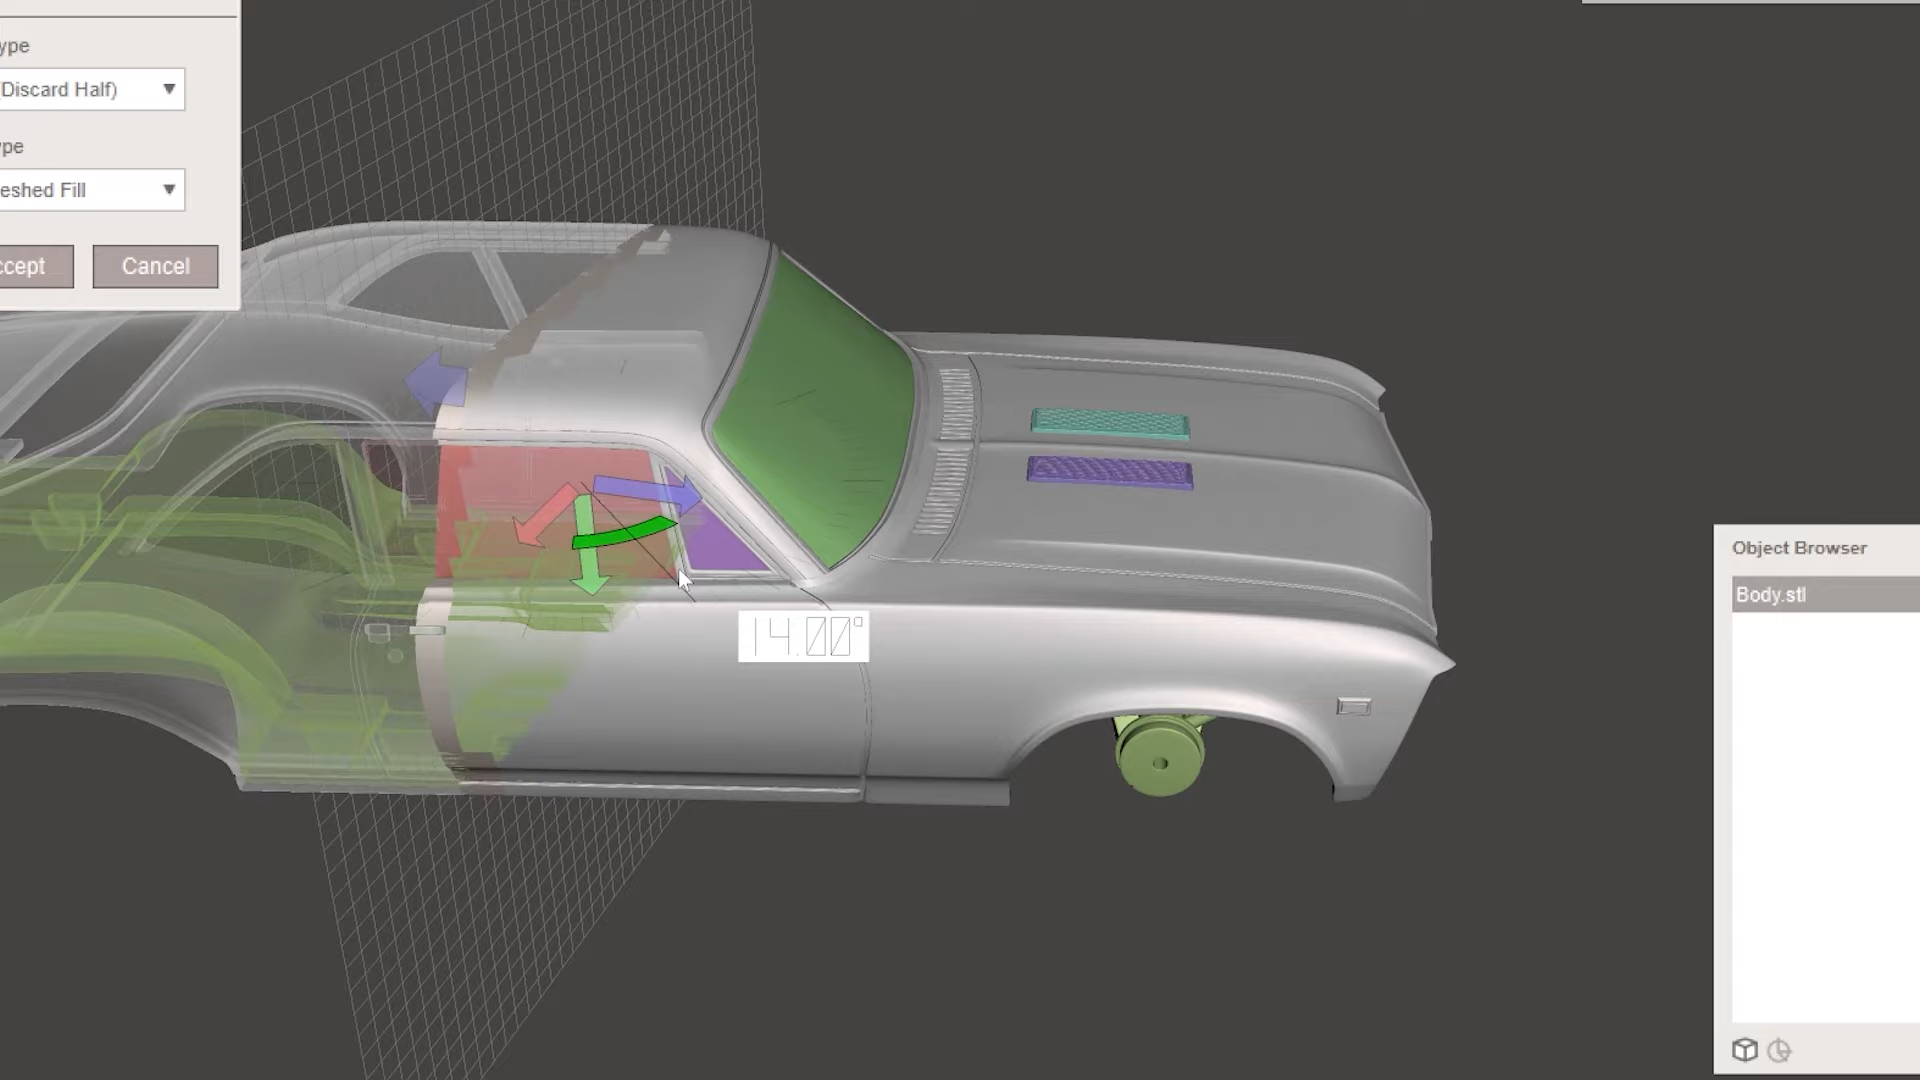 ype
(Discard Half)
ype
eshed Fill
ccept
Cancel
14.00°
Object Browser
Body.stl